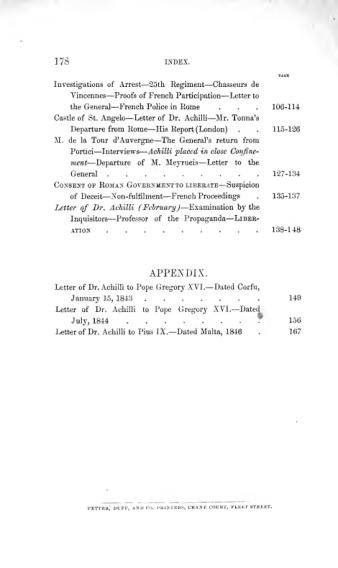 178 INDEX.
PAGE
Investigations of Arrest—25th Regiment—Chasseurs de
Vincennes—Proofs of French Participation—Letter to
the General—French Police in Rome . . . 106-114
Castle of St. Angelo—Letter of Dr. Achilli—Mr. Tonna's
Departure from Rome—His Report (London) . . 115-126
M. de la Tour d'Auvergne—The General's return from
Portici—Interviews—Achilli placed in close Confine-
ment—Departure of M. Meyrueis—Letter to the
General . . . . . . . . . 127-134
CONSENT OF ROMAN GOVERNMENT TO LIBERATE—Suspicion
of Deceit—Non-fulfilment—French Proceedings . 135-137
Letter of Dr. Achilli (February)—Examination by the
Inquisitors—Professor of the Propaganda—LIBER-
ATION . . . . . . . . . 138-148
APPENDIX.
Letter of Dr. Achilli to Pope Gregory XVI.—Dated Corfu,
January 15, 1843 . . . . . . . 149
Letter of Dr. Achilli to Pope Gregory XVI.—Dated
July, 1844 . . . . . . . . 156
Letter of Dr. Achilli to Pius IX.—Dated Malta, 1846 . 167
PETTER, DUFF, AND CO. PRINTERS, CRANE COURT, FLEET STREET.